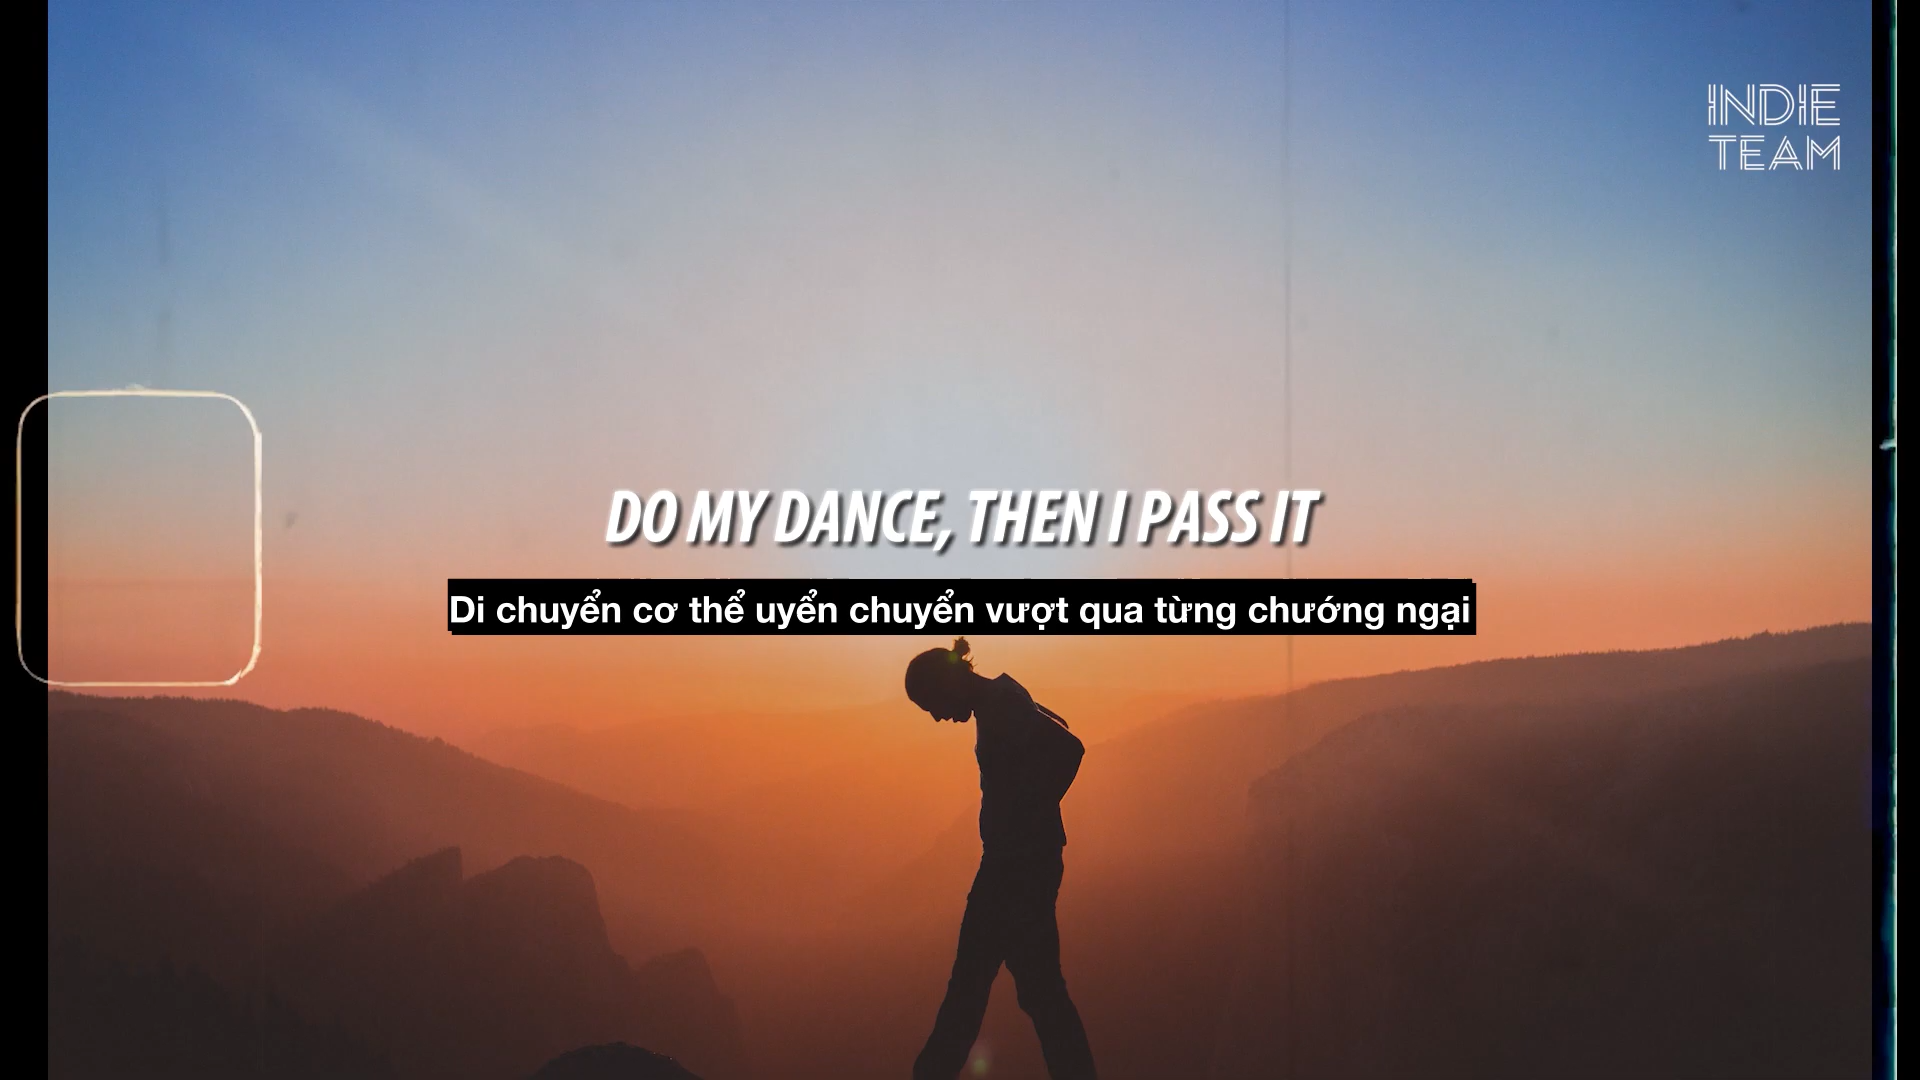 INDIE
TEAM
DO MY DANCE, THEN I PASS IT
Di chuyển cơ thể uyển chuyển vượt qua từng chướng ngại